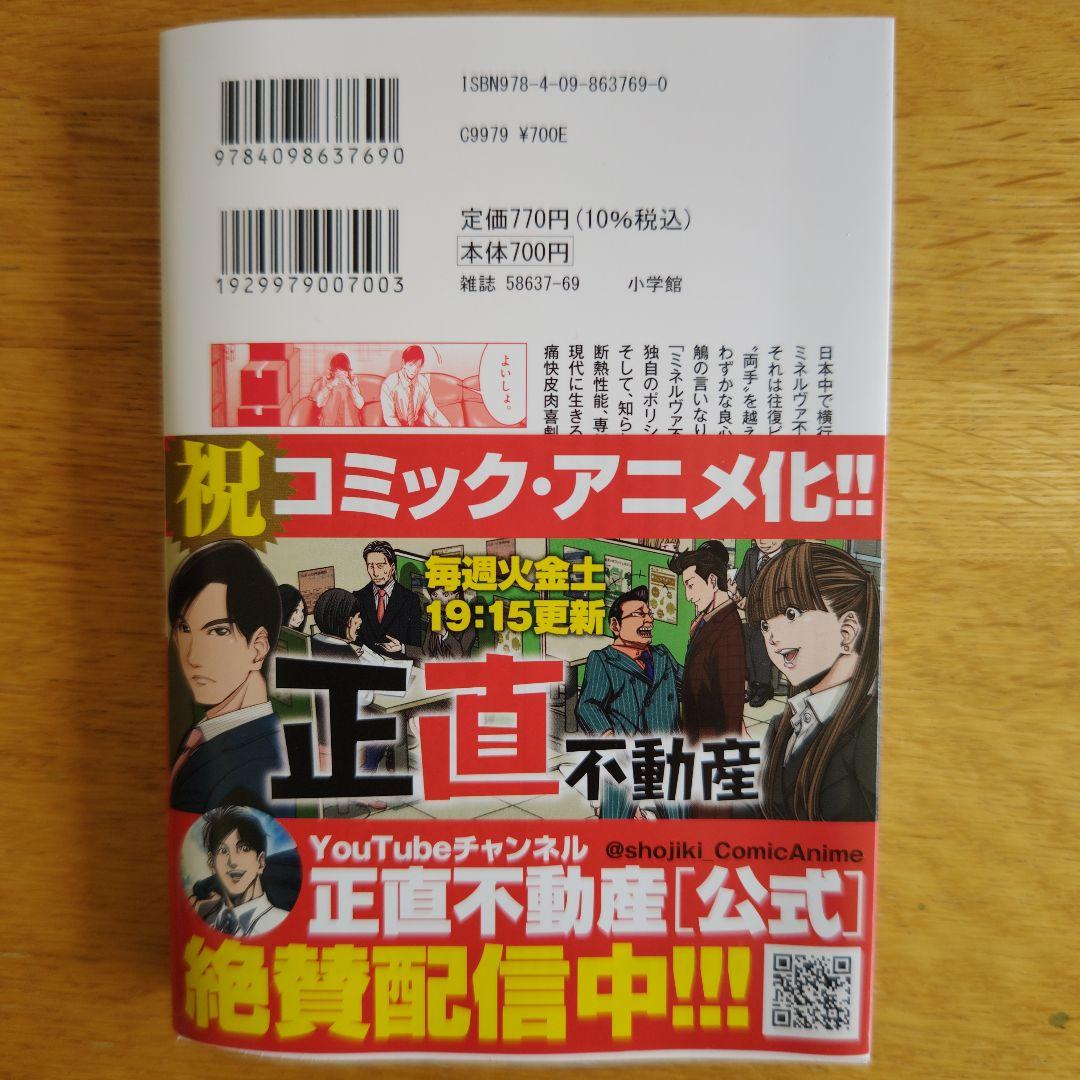 ISBN978-4-09-863769-0
9784098637690
C9979 ¥700E
定価770円(10%税込)
本体700円
1929979007003
雑誌 58637-69 小学館
よいしょ。
日本中で横行
ミネルヴァ不
それは往復ビ
“両手”を越え
わずかな良心
鵤の言いなり
「ミネルヴァ不
独自のポリシ
そして、知ら
断熱性能、専
現代に生きる
痛快皮肉喜劇
祝 コミック・アニメ化!!
毎週火金土
19:15更新
正直不動産
YouTubeチャンネル @shojiki_ComicAnime
正直不動産[公式]
絶賛配信中!!!